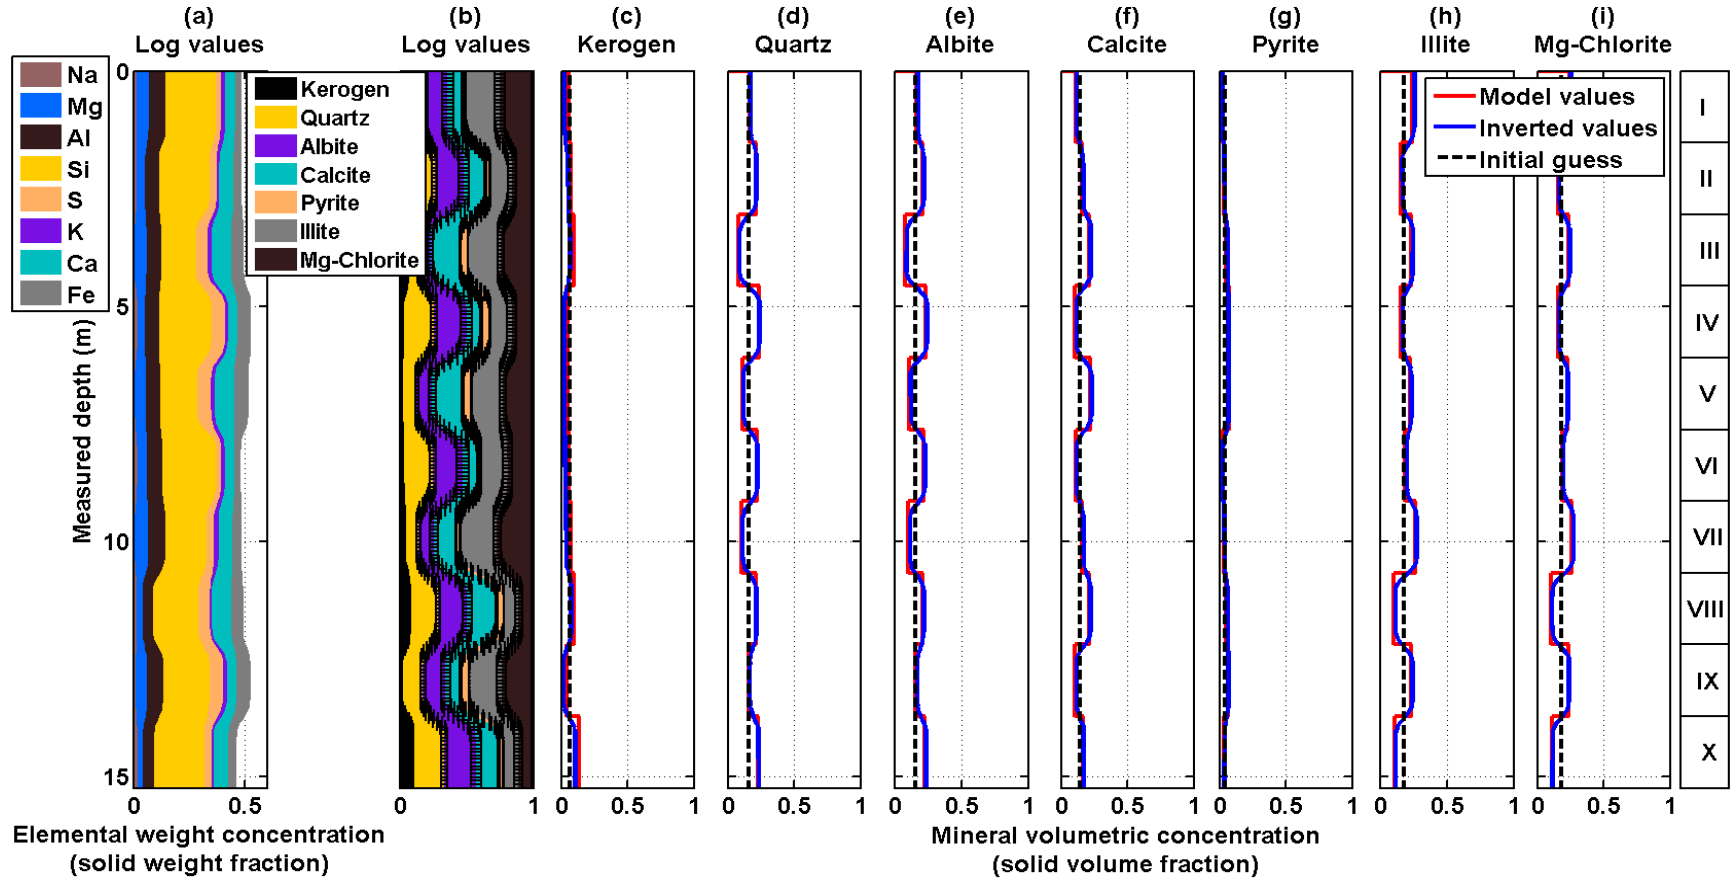 (a) (b) (c) (d) (e) (f) (g) (h) (i)
Log values Log values Kerogen Quartz Albite Calcite Pyrite Illite Mg-Chlorite
Na
Mg
Al
Si
S
K
Ca
Fe
Kerogen
Quartz
Albite
Calcite
Pyrite
Illite
Mg-Chlorite
Model values
Inverted values
Initial guess
Measured depth (m)
0
5
10
15
I
II
III
IV
V
VI
VII
VIII
IX
X
0 0.5 0 1 0 0.5 1 0 0.5 1 0 0.5 1 0 0.5 1 0 0.5 1 0 0.5 1 0 0.5 1
Elemental weight concentration
(solid weight fraction)
Mineral volumetric concentration
(solid volume fraction)